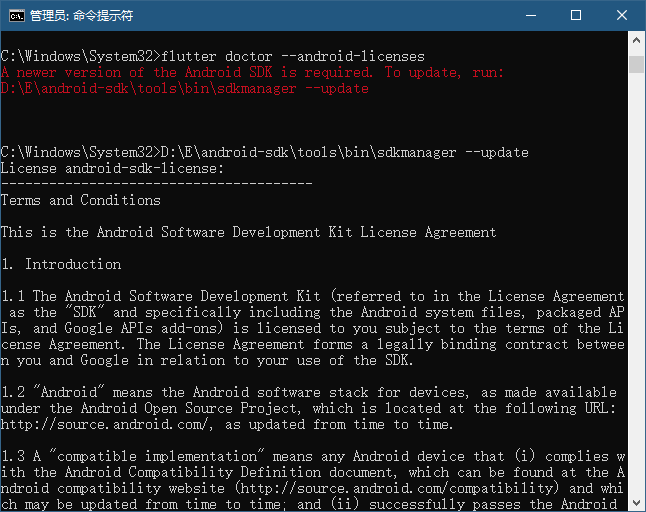 管理员: 命令提示符
C:\Windows\System32>flutter doctor --android-licenses
A newer version of the Android SDK is required. To update, run:
D:\E\android-sdk\tools\bin\sdkmanager --update
C:\Windows\System32>D:\E\android-sdk\tools\bin\sdkmanager --update
License android-sdk-license:
---------------------------------------
Terms and Conditions
This is the Android Software Development Kit License Agreement
1. Introduction
1.1 The Android Software Development Kit (referred to in the License Agreement
 as the "SDK" and specifically including the Android system files, packaged AP
Is, and Google APIs add-ons) is licensed to you subject to the terms of the Li
cense Agreement. The License Agreement forms a legally binding contract betwee
n you and Google in relation to your use of the SDK.
1.2 "Android" means the Android software stack for devices, as made available
under the Android Open Source Project, which is located at the following URL:
http://source.android.com/, as updated from time to time.
1.3 A "compatible implementation" means any Android device that (i) complies w
ith the Android Compatibility Definition document, which can be found at the A
ndroid compatibility website (http://source.android.com/compatibility) and whi
ch may be updated from time to time; and (ii) successfully passes the Android